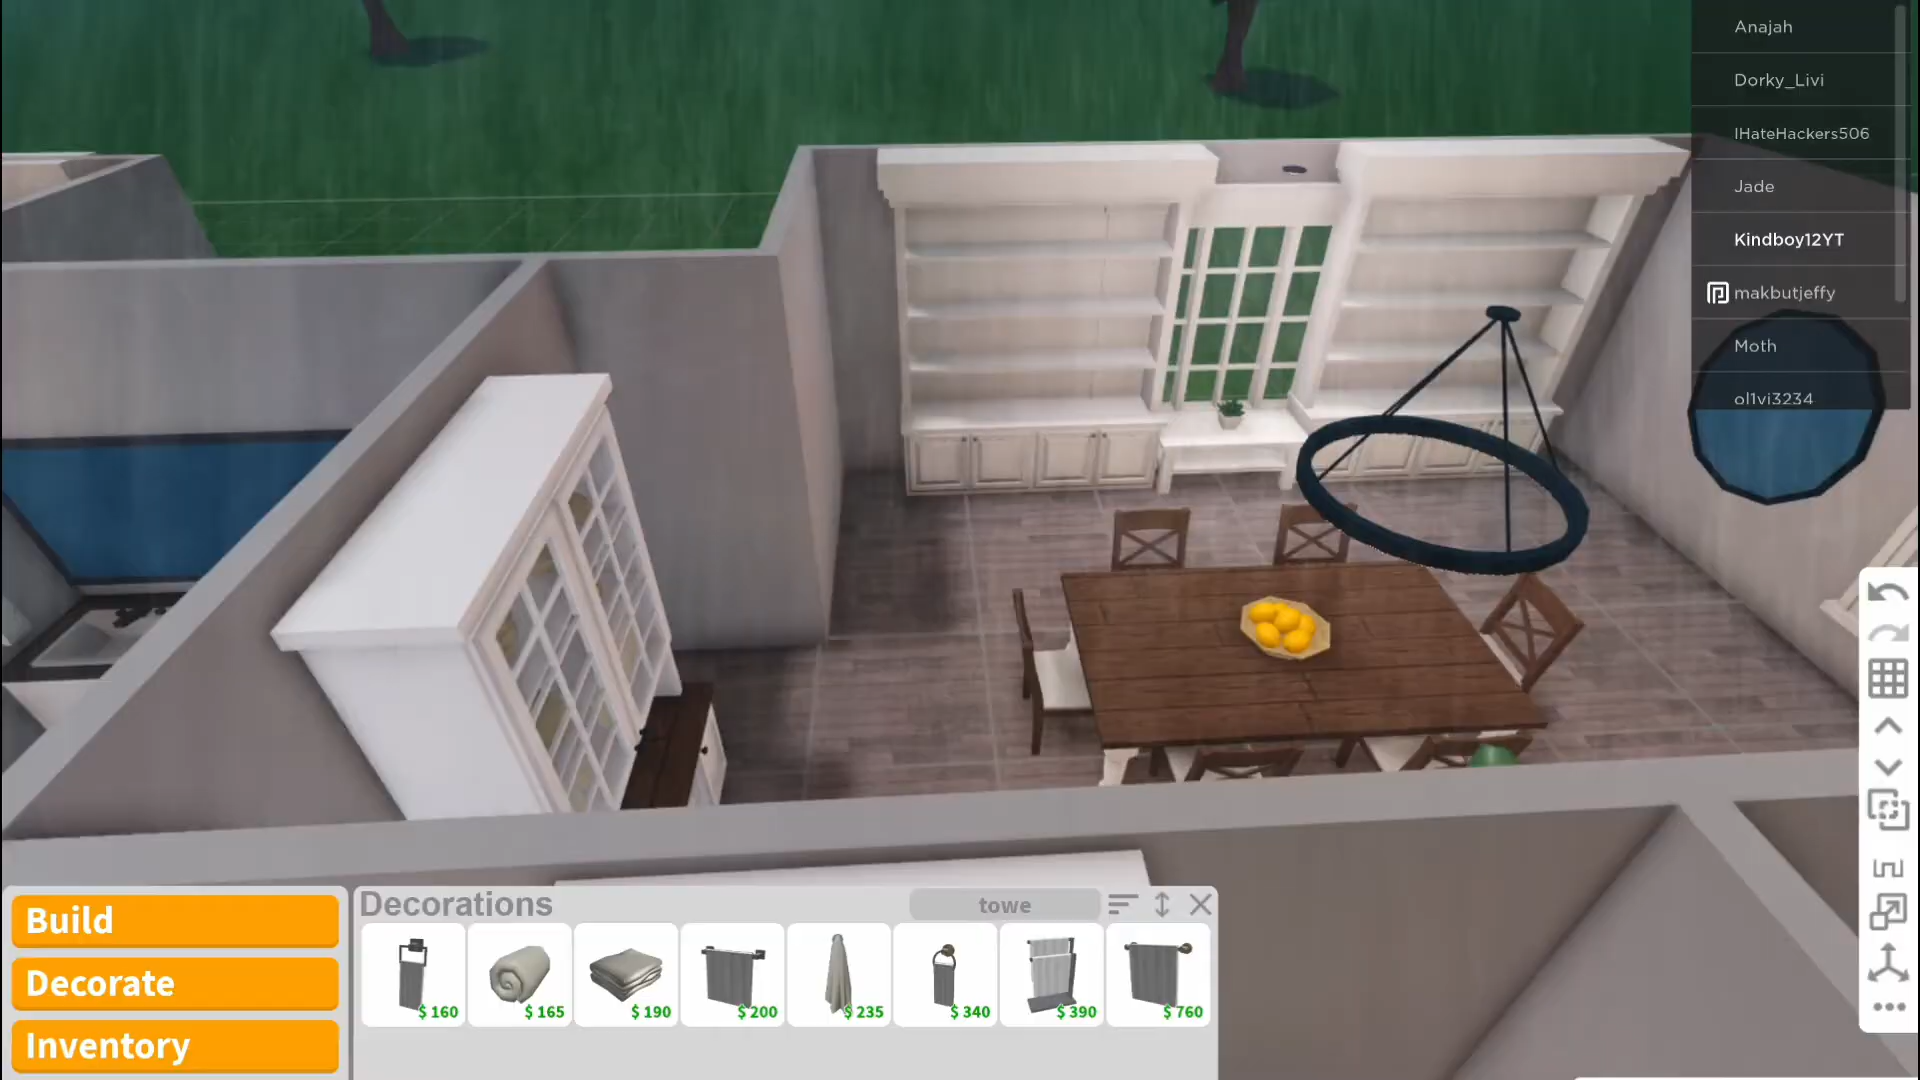 Anajah
Dorky_Livi
IHateHackers506
Jade
Kindboy12YT
makbutjeffy
Moth
ol1vi3234
Build
Decorate
Inventory
Decorations
towe
$ 160
$ 165
$ 190
$ 200
$ 235
$ 340
$ 390
$ 760